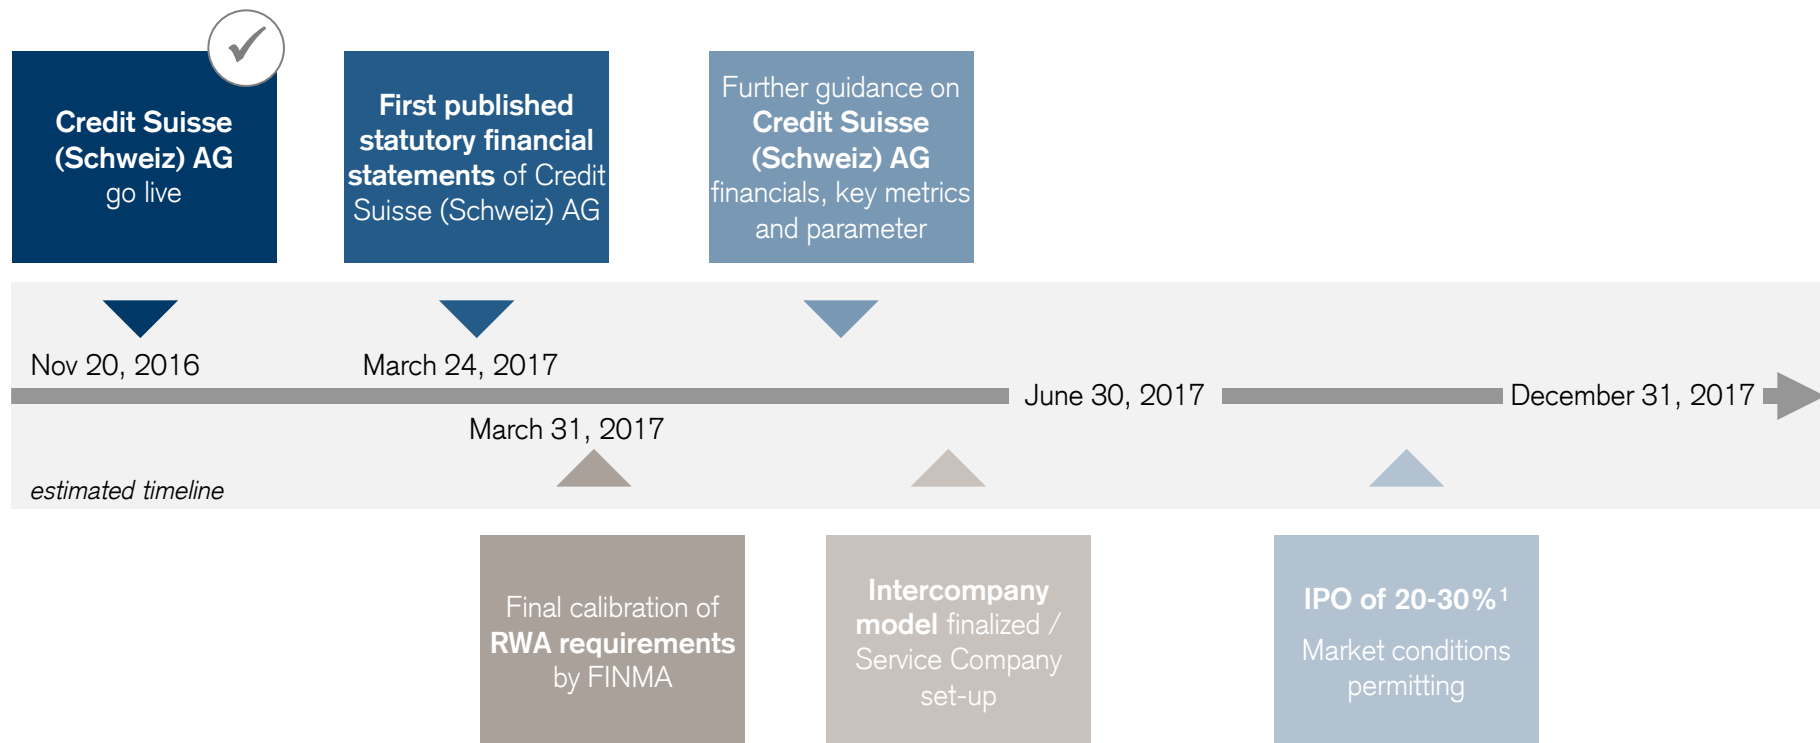 Credit Suisse
(Schweiz) AG
go live
First published
statutory financial
statements of Credit
Suisse (Schweiz) AG
Further guidance on
Credit Suisse
(Schweiz) AG
financials, key metrics
and parameter
Nov 20, 2016
March 24, 2017
June 30, 2017
December 31, 2017
March 31, 2017
estimated timeline
Final calibration of
RWA requirements
by FINMA
Intercompany
model finalized /
Service Company
set-up
IPO of 20-30%¹
Market conditions
permitting